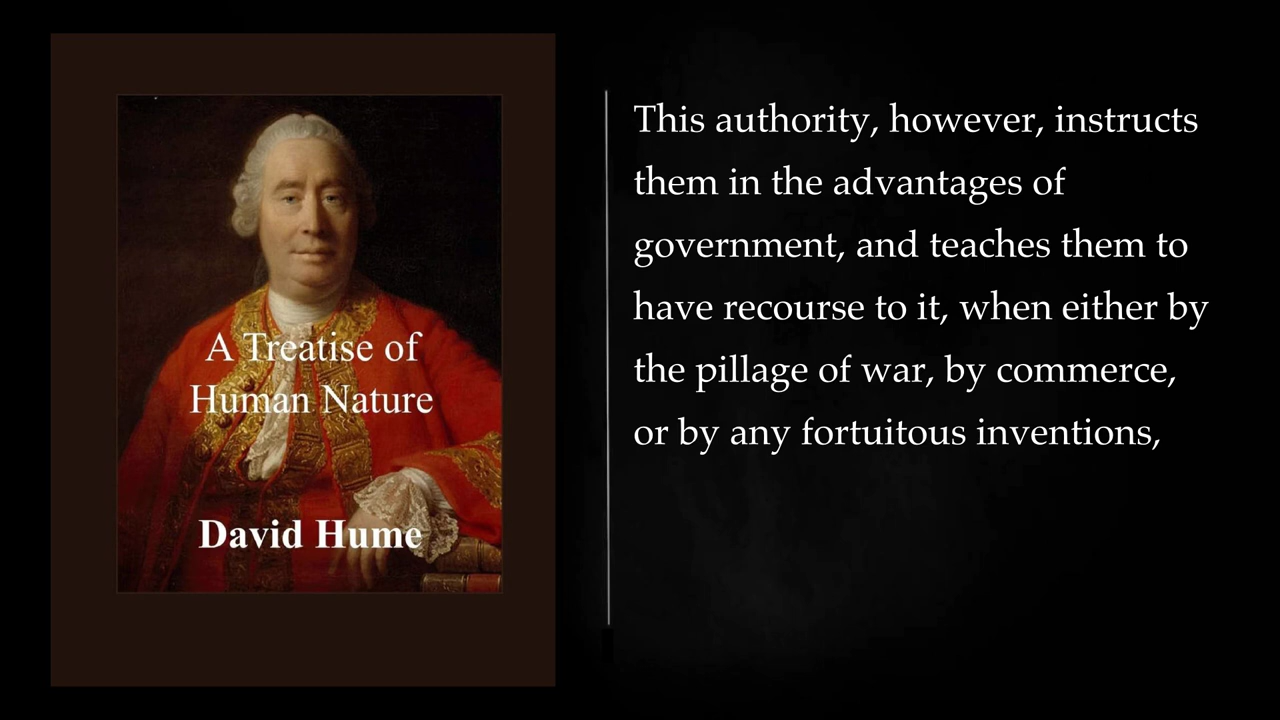 A Treatise of
Human Nature
David Hume
This authority, however, instructs
them in the advantages of
government, and teaches them to
have recourse to it, when either by
the pillage of war, by commerce,
or by any fortuitous inventions,